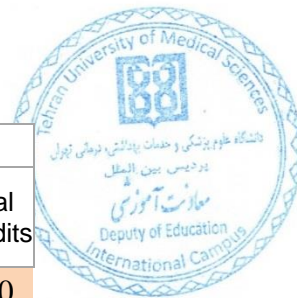 Tehran University of Medical Sciences
دانشگاه علوم پزشکی و خدمات بهداشتی، درمانی تهران
پردیس بین الملل
معاونت آموزشی
Deputy of Education
International Campus
al
dits
0